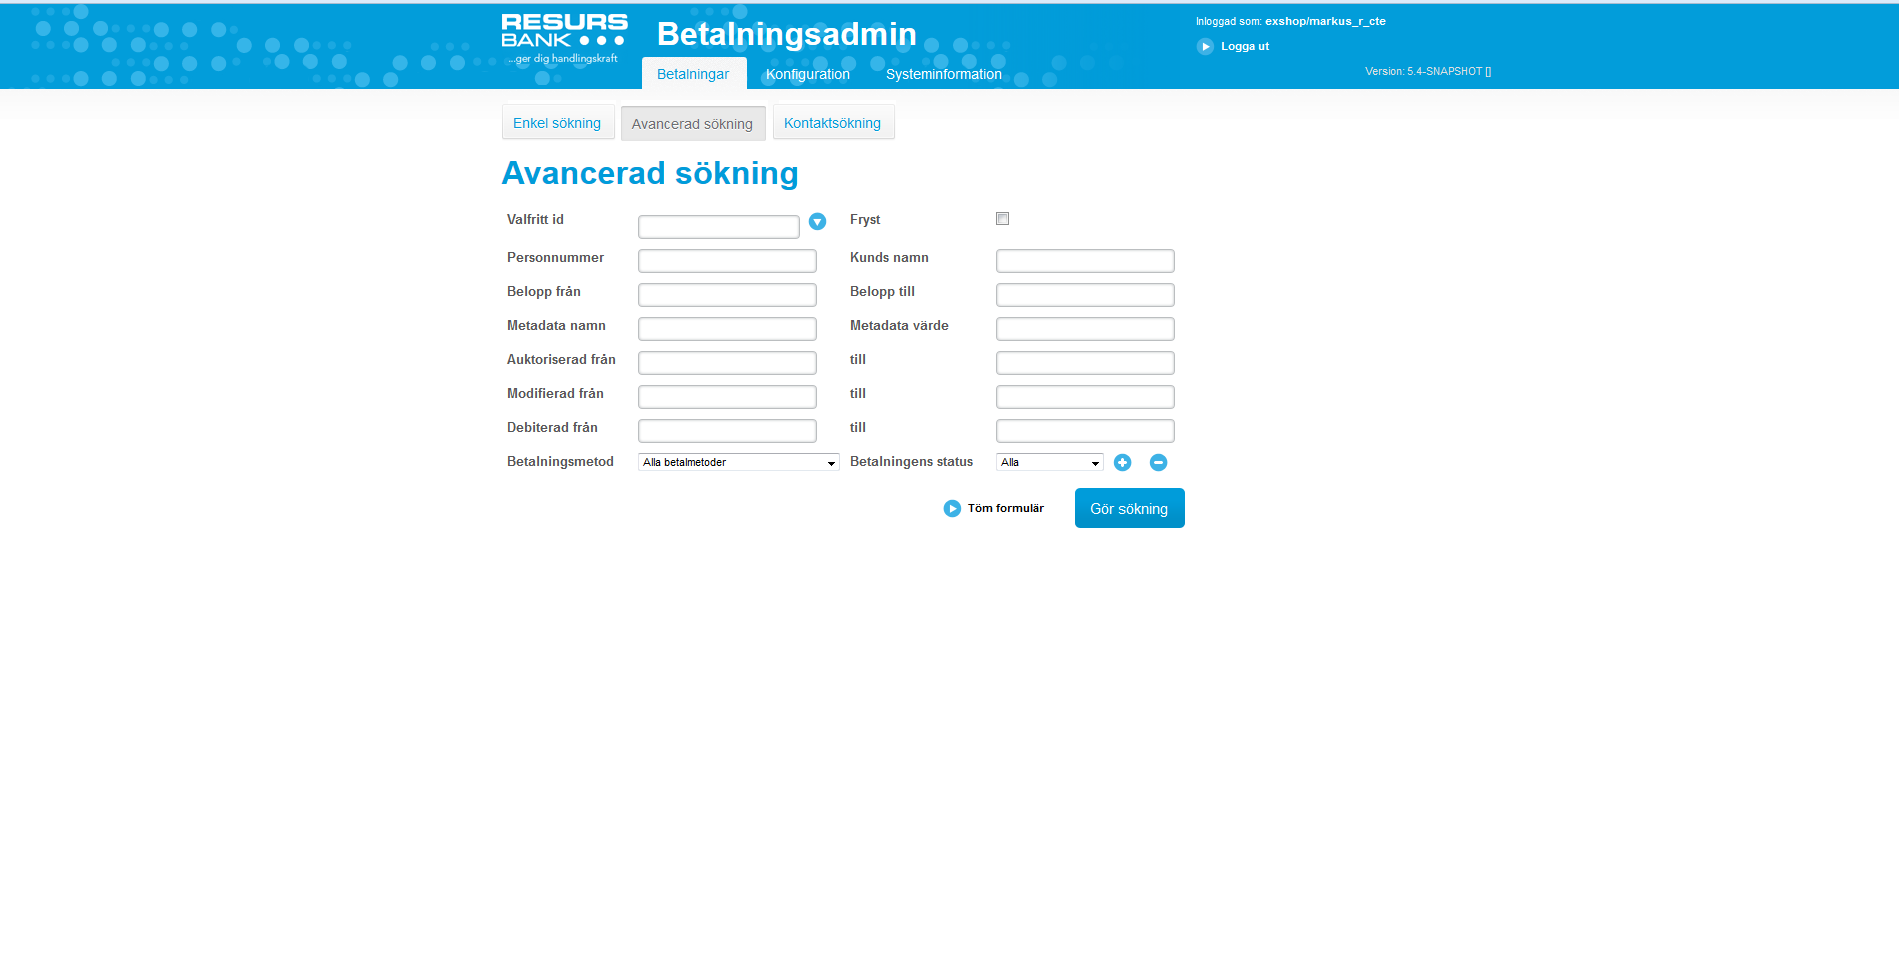 RESURS
BANK
...ger dig handlingskraft
Betalningsadmin
Inloggad som: exshop/markus_r_cte
Logga ut
Version: 5.4-SNAPSHOT []
Betalningar Konfiguration Systeminformation
Enkel sökning Avancerad sökning Kontaktsökning
Avancerad sökning
Valfritt id Fryst
Personnummer Kunds namn
Belopp från Belopp till
Metadata namn Metadata värde
Auktoriserad från till
Modifierad från till
Debiterad från till
Betalningsmetod Alla betalmetoder Betalningens status Alla
Töm formulär Gör sökning